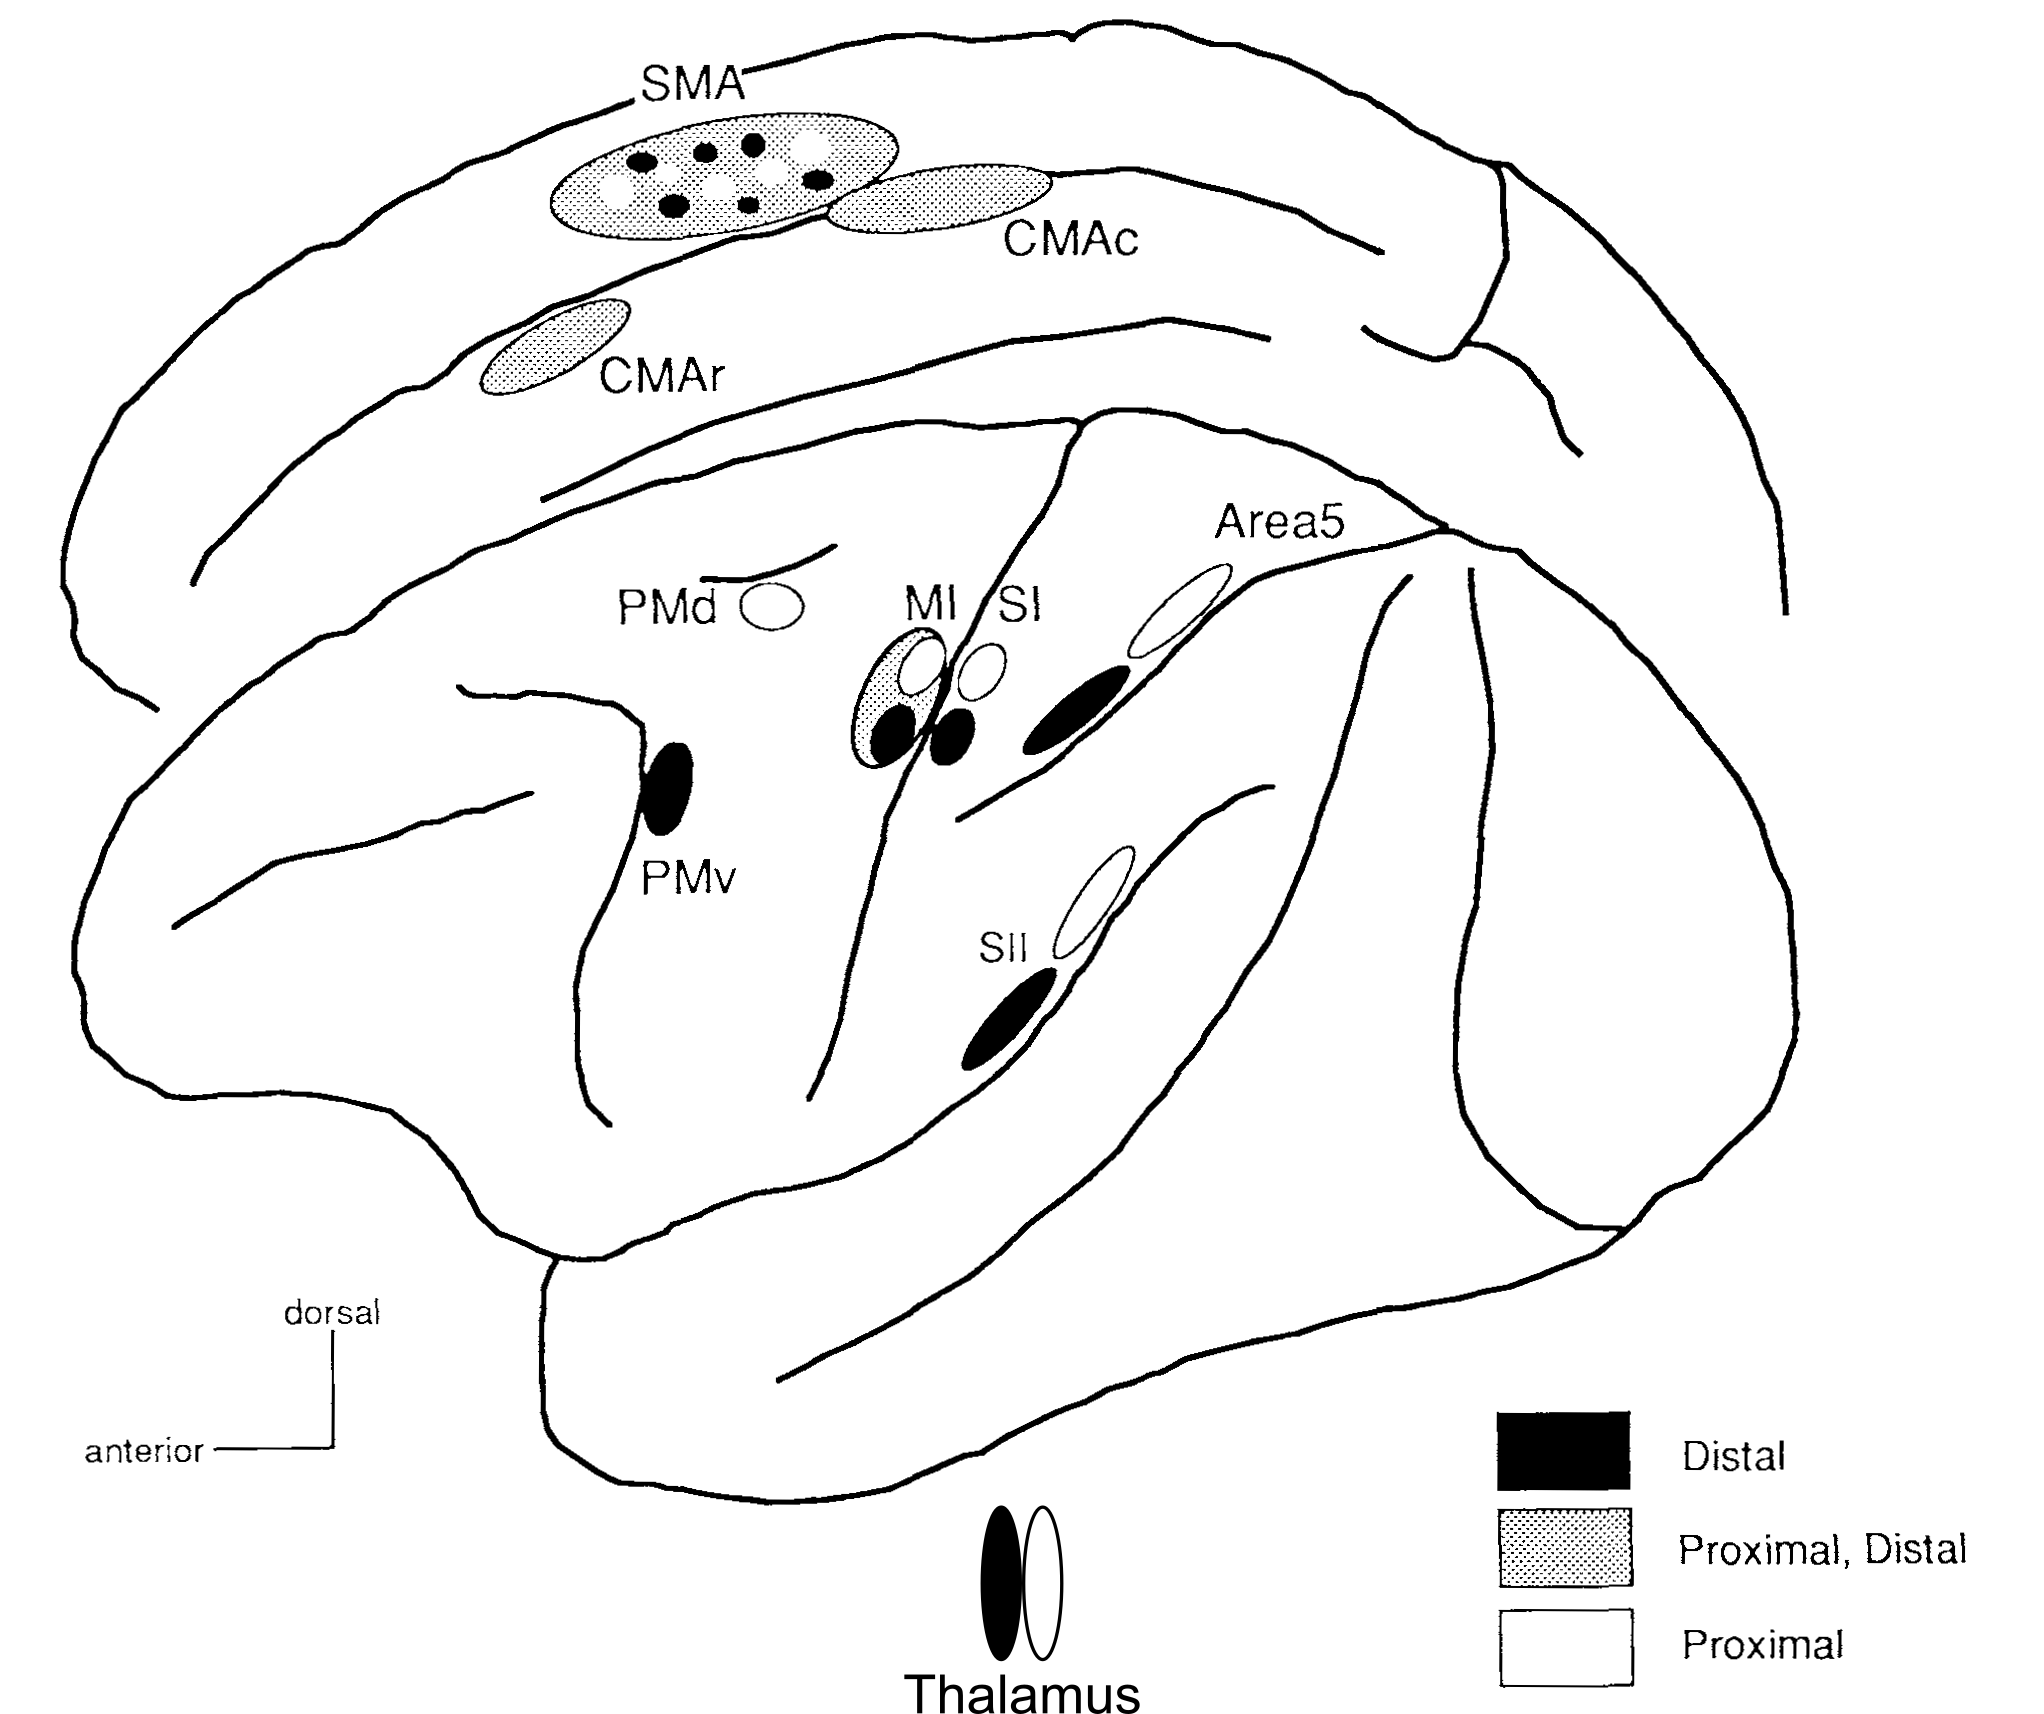 SMA
CMAc
CMAr
Area5
PMd
MI
SI
PMv
SII
dorsal
anterior
Distal
Proximal, Distal
Proximal
Thalamus